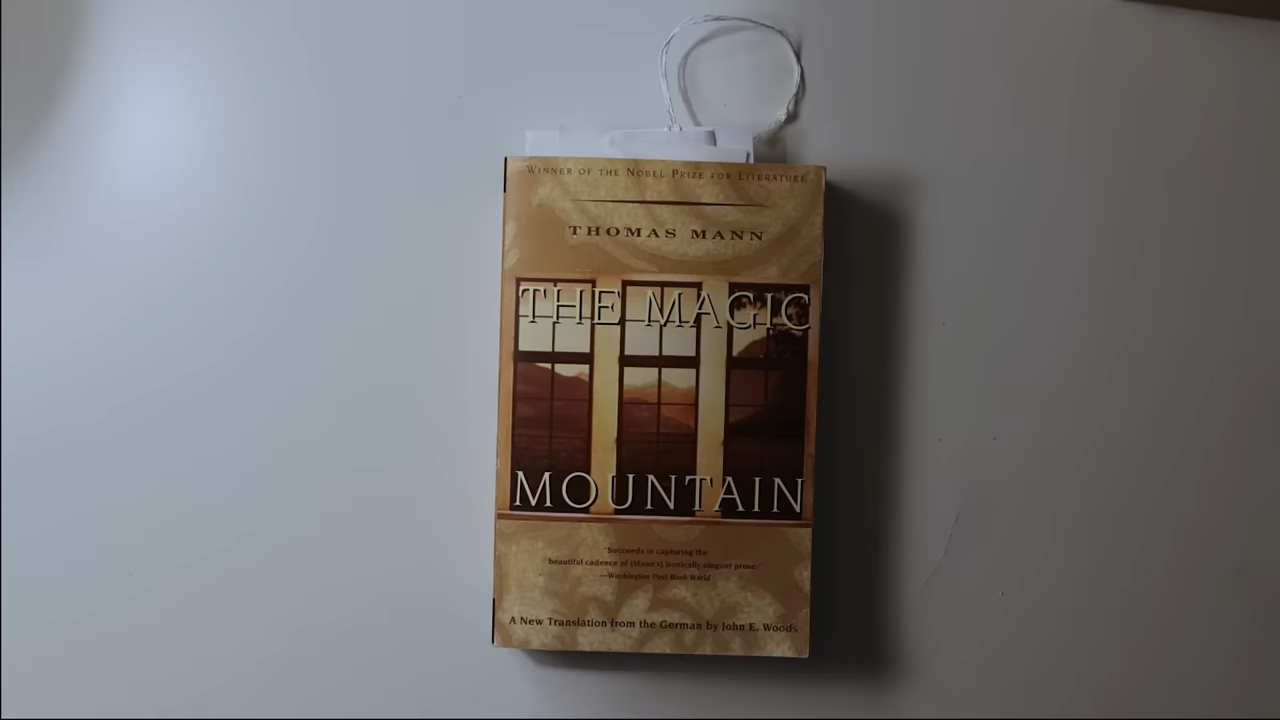 WINNER OF THE NOBEL PRIZE FOR LITERATURE
THOMAS MANN
THE MAGIC
MOUNTAIN
"Succeeds in capturing the
beautiful cadence of [Mann's] ironically elegant prose."
—Washington Post Book World
A New Translation from the German by John E. Woods